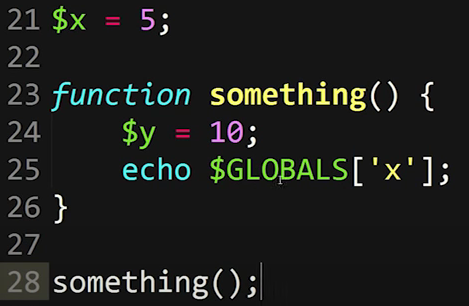 21 $x = 5;
22
23 function something() {
24     $y = 10;
25     echo $GLOBALS['x'];
26 }
27
28 something();